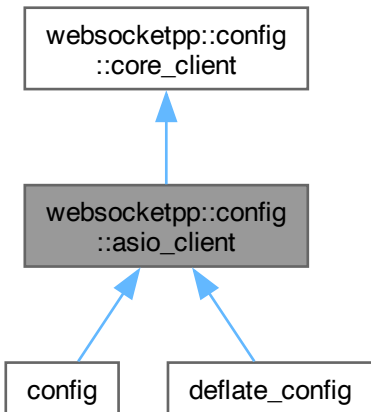 websocketpp::config
::core_client
websocketpp::config
::asio_client
config
deflate_config